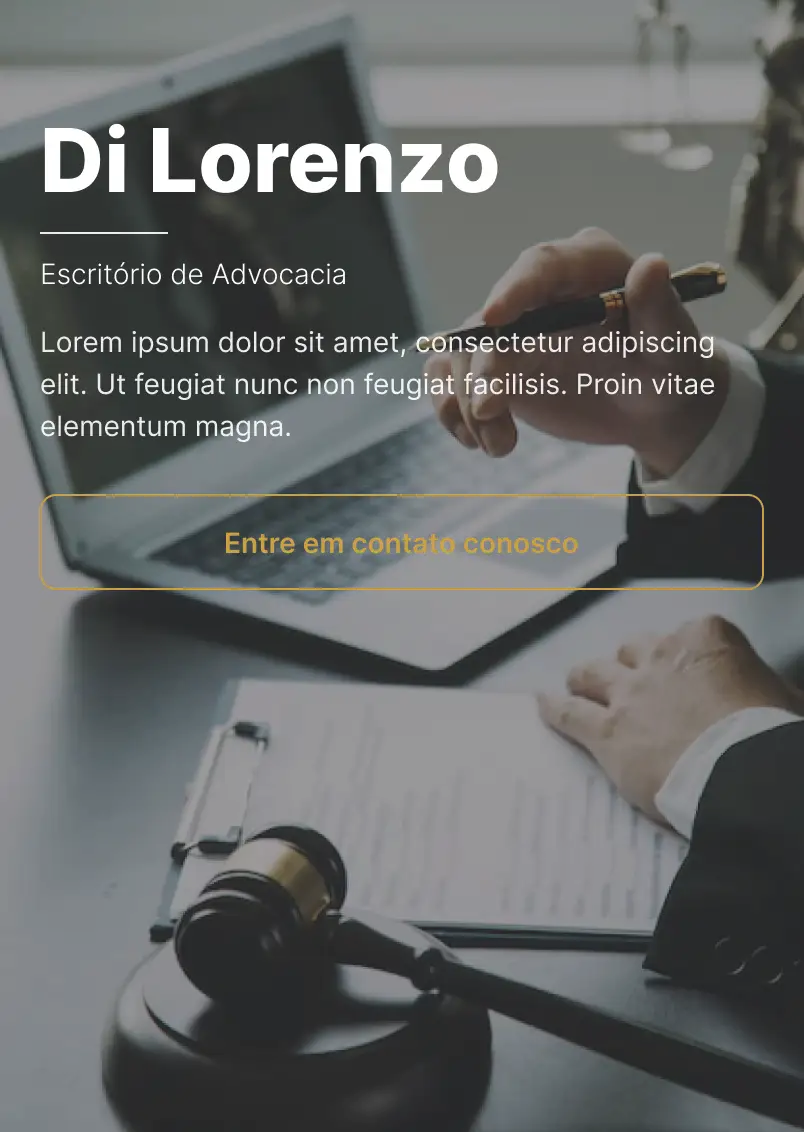 Di Lorenzo
Escritório de Advocacia
Lorem ipsum dolor sit amet, consectetur adipiscing
elit. Ut feugiat nunc non feugiat facilisis. Proin vitae
elementum magna.
Entre em contato conosco